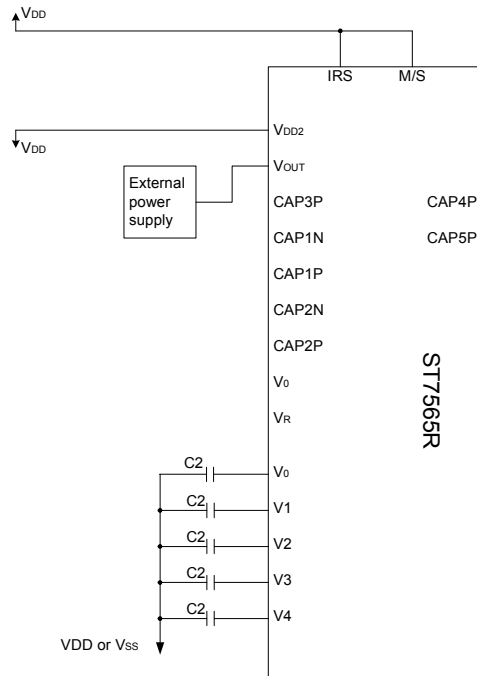 VDD
IRS M/S
VDD2
VDD
VOUT
External
power
supply
CAP3P CAP4P
CAP1N CAP5P
CAP1P
CAP2N
CAP2P
ST7565R
V0
VR
C2 V0
C2 V1
C2 V2
C2 V3
C2 V4
VDD or VSS